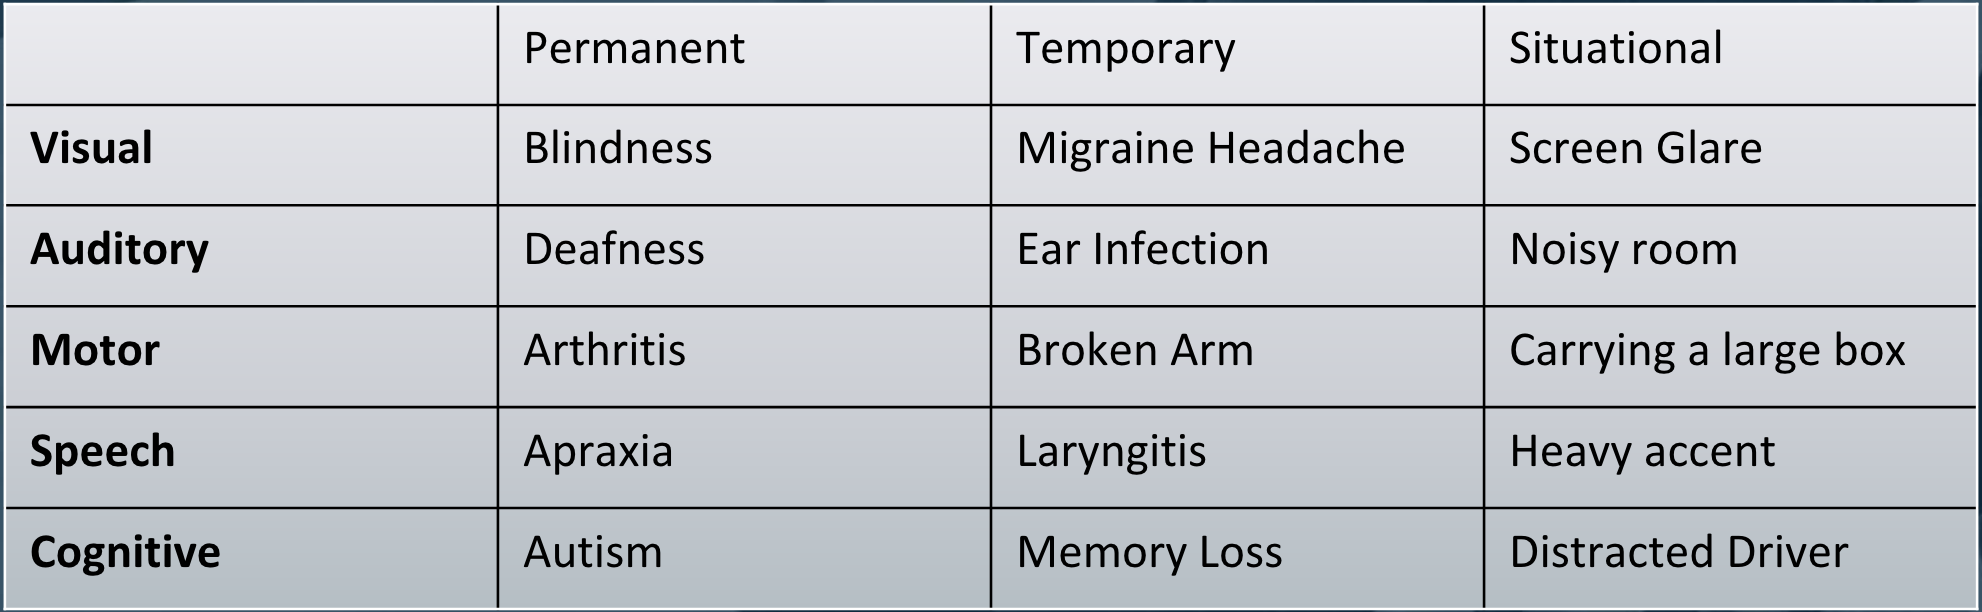 Permanent Temporary Situational
Visual Blindness Migraine Headache Screen Glare
Auditory Deafness Ear Infection Noisy room
Motor Arthritis Broken Arm Carrying a large box
Speech Apraxia Laryngitis Heavy accent
Cognitive Autism Memory Loss Distracted Driver